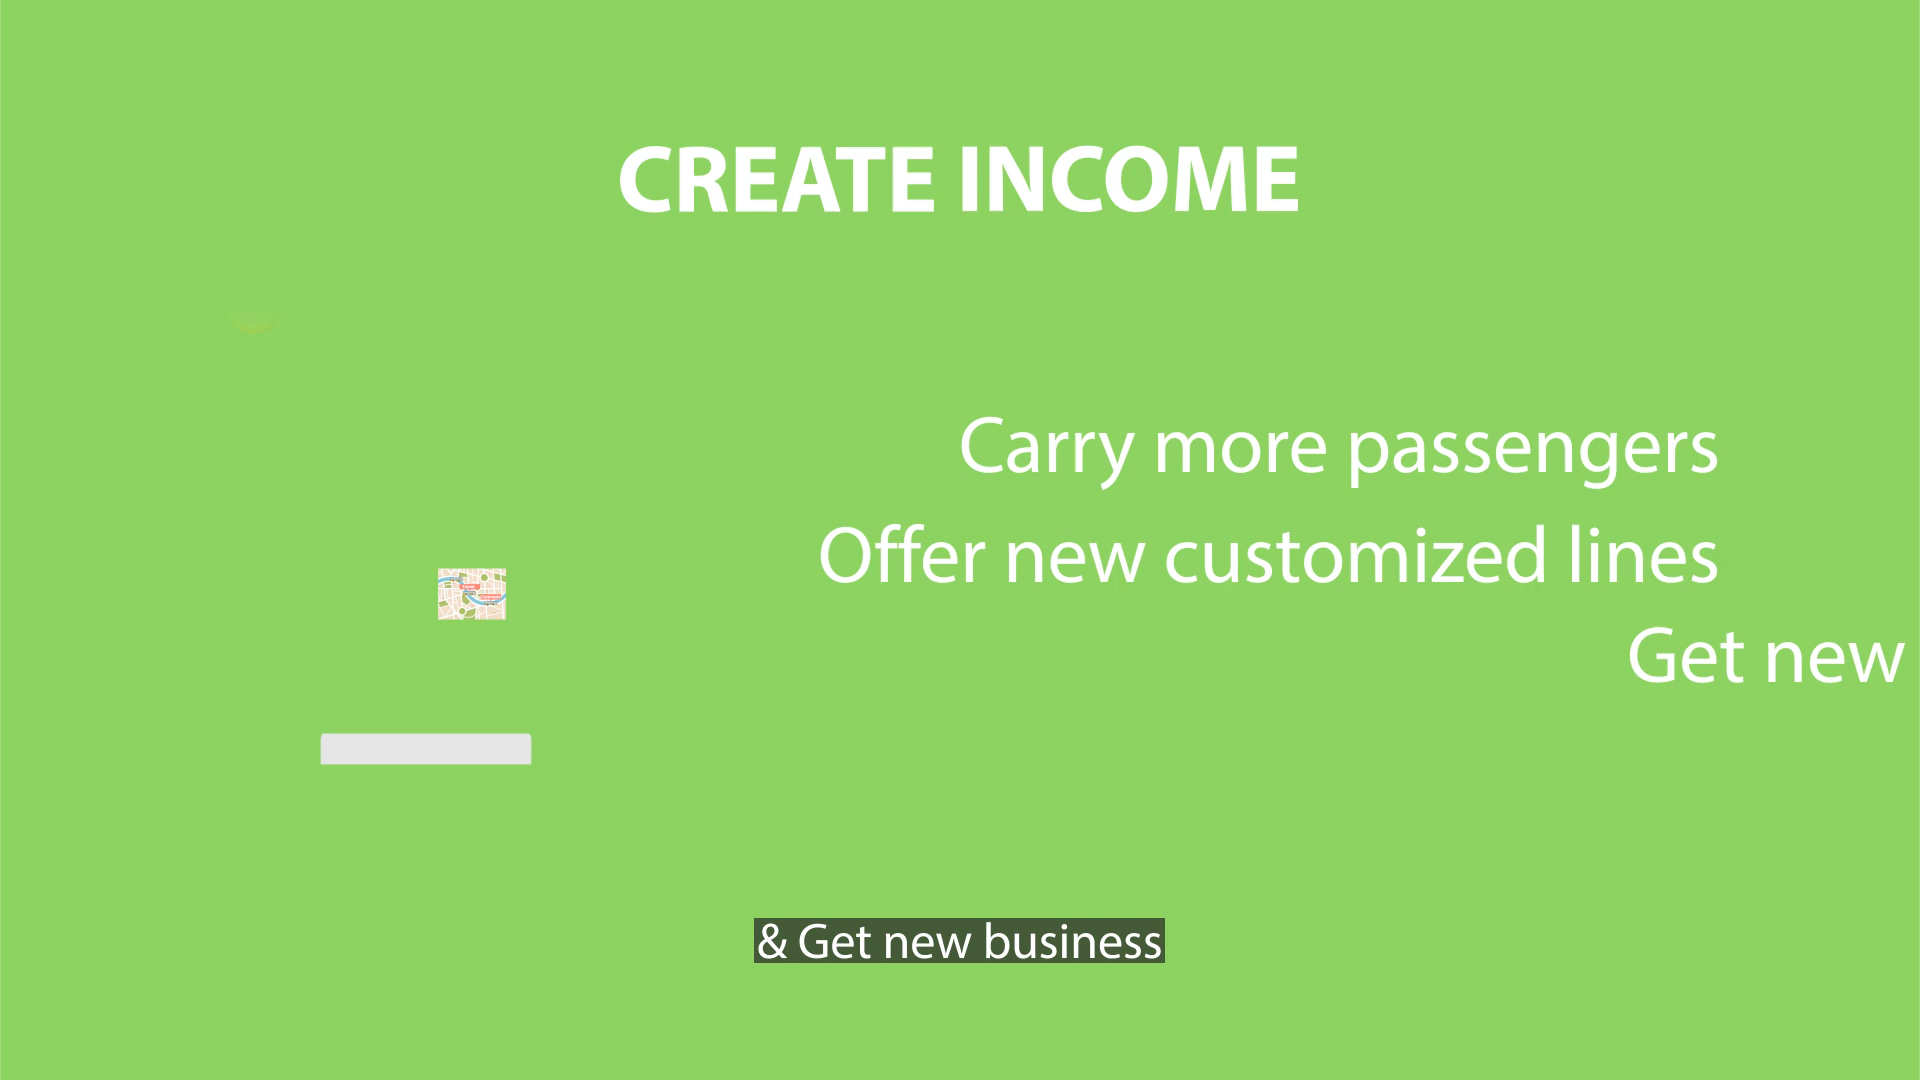 CREATE INCOME
Carry more passengers
Offer new customized lines
Get new
& Get new business